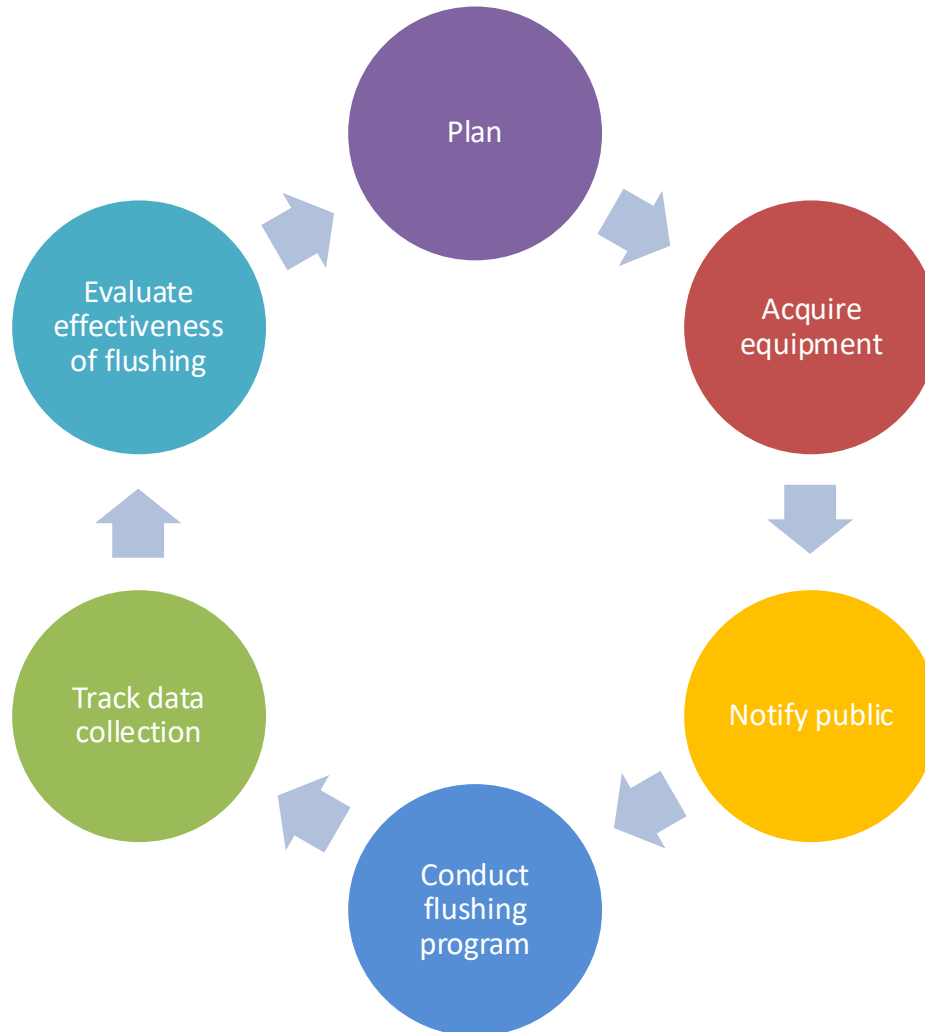 Plan
Acquire
equipment
Notify public
Conduct
flushing
program
Track data
collection
Evaluate
effectiveness
of flushing